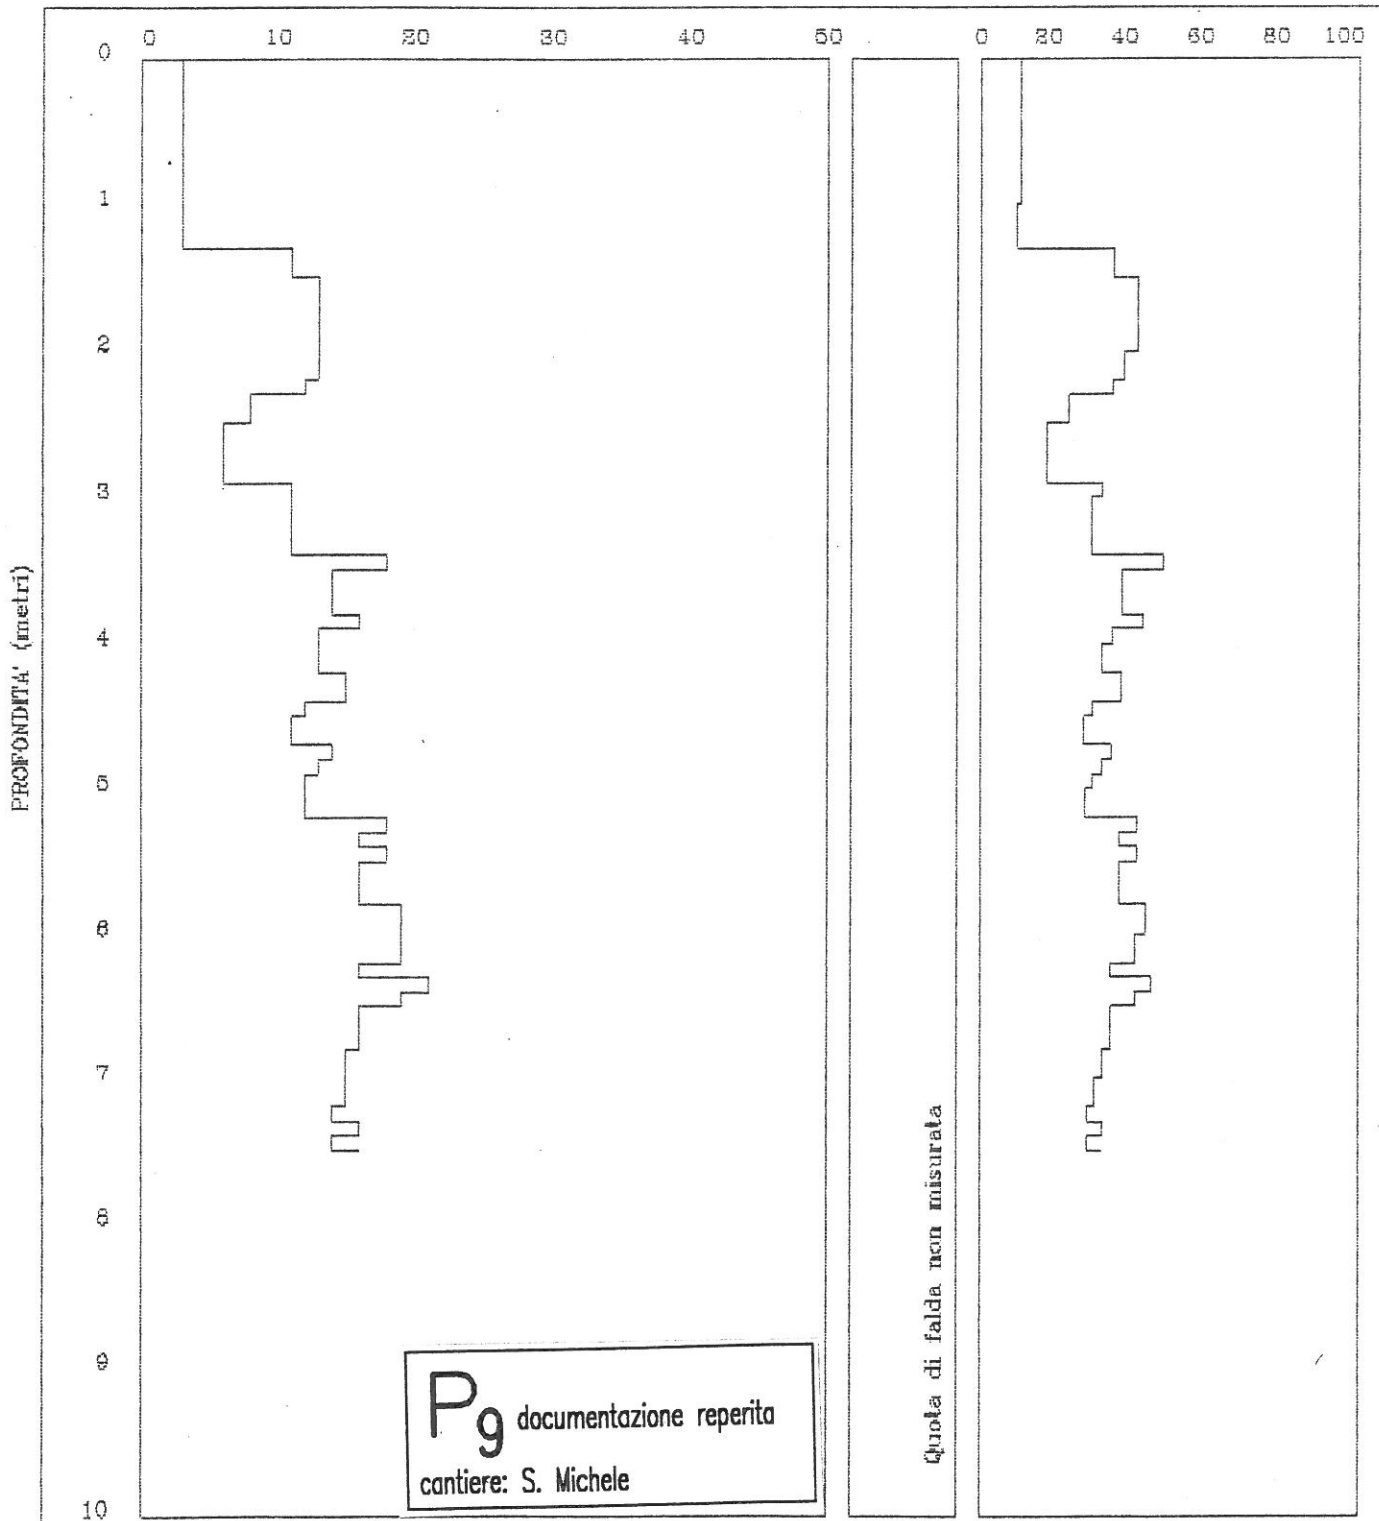 0 10 20 30 40 50 0 20 40 60 80 100
0
1
2
3
4
5
6
7
8
9
10
PROFONDITA' (metri)
Quota di falda non misurata
P9 documentazione reperita
cantiere: S. Michele